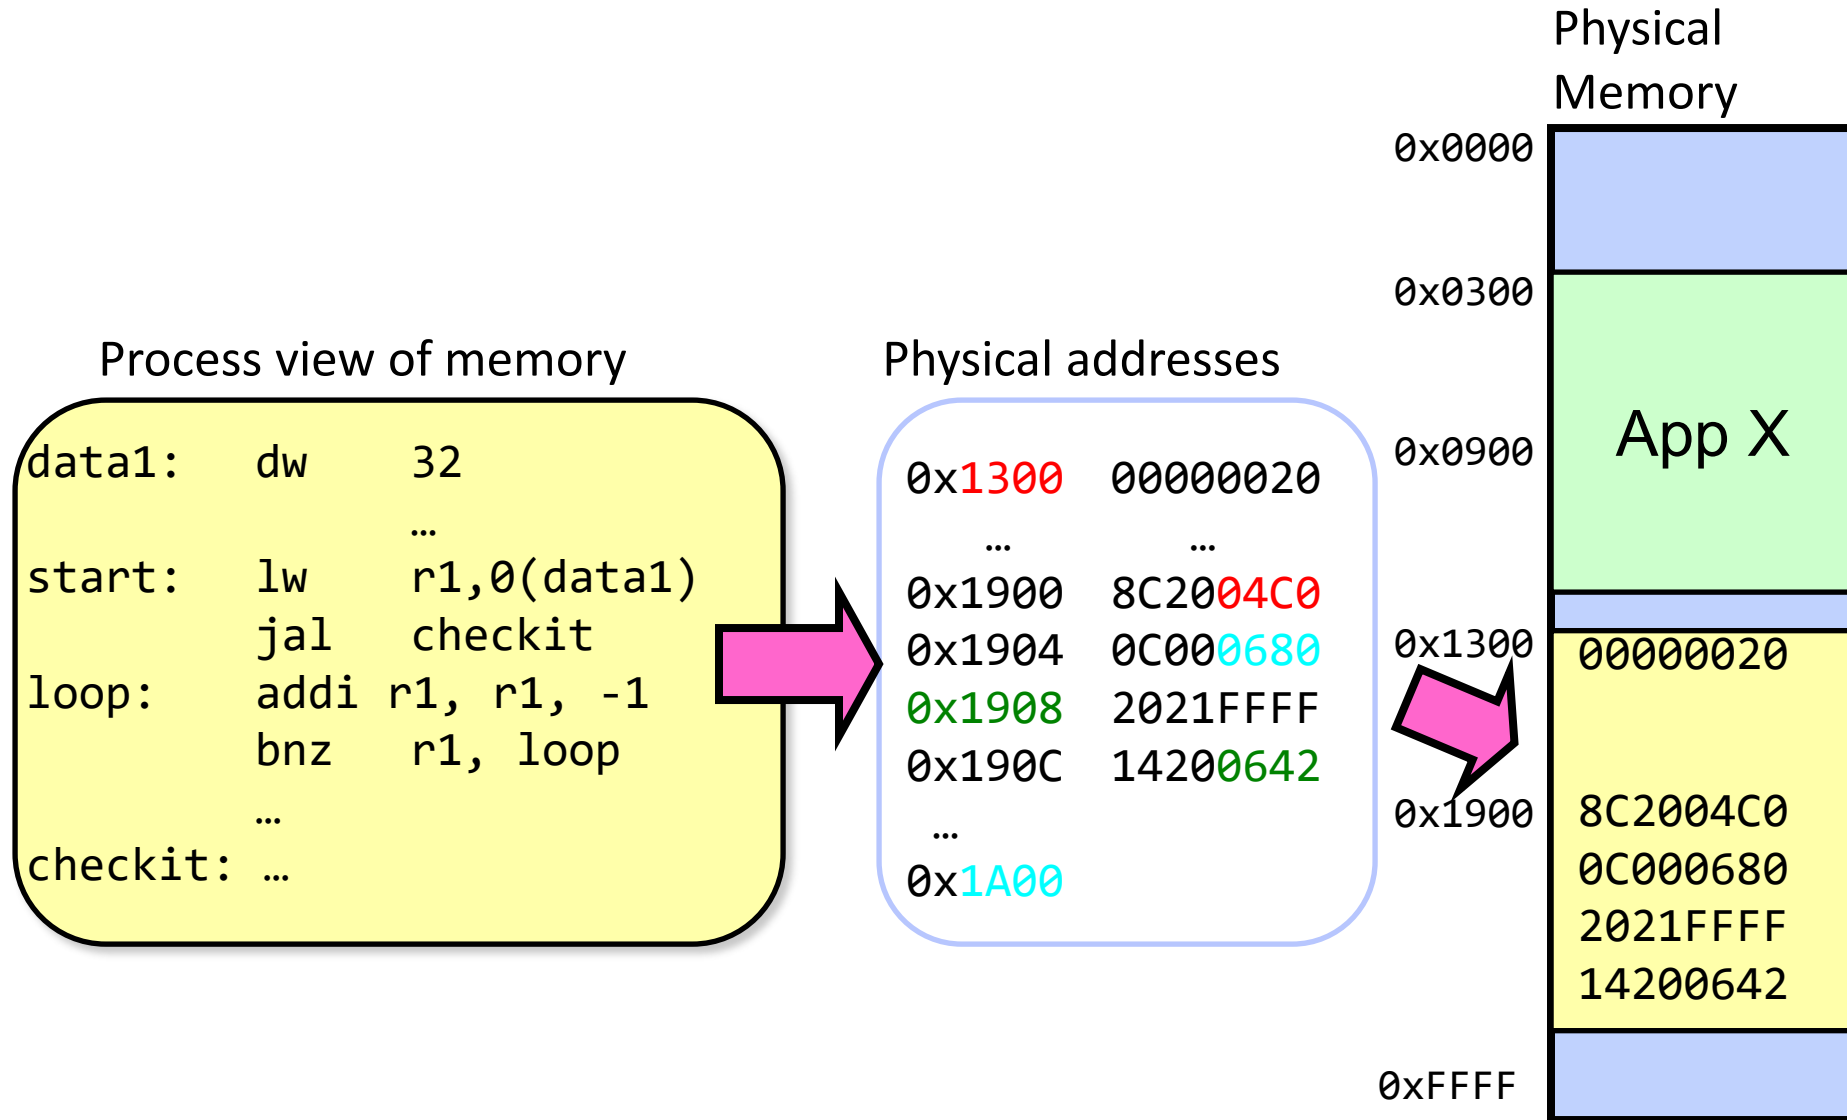 Physical
Memory
0x0000
0x0300
App X
0x0900
0x1300
00000020
0x1900
8C2004C0
0C000680
2021FFFF
14200642
0xFFFF
Process view of memory
data1: dw 32
…
start: lw r1,0(data1)
jal checkit
loop: addi r1, r1, -1
bnz r1, loop
…
checkit: …
Physical addresses
0x1300 00000020
… …
0x1900 8C2004C0
0x1904 0C000680
0x1908 2021FFFF
0x190C 14200642
…
0x1A00